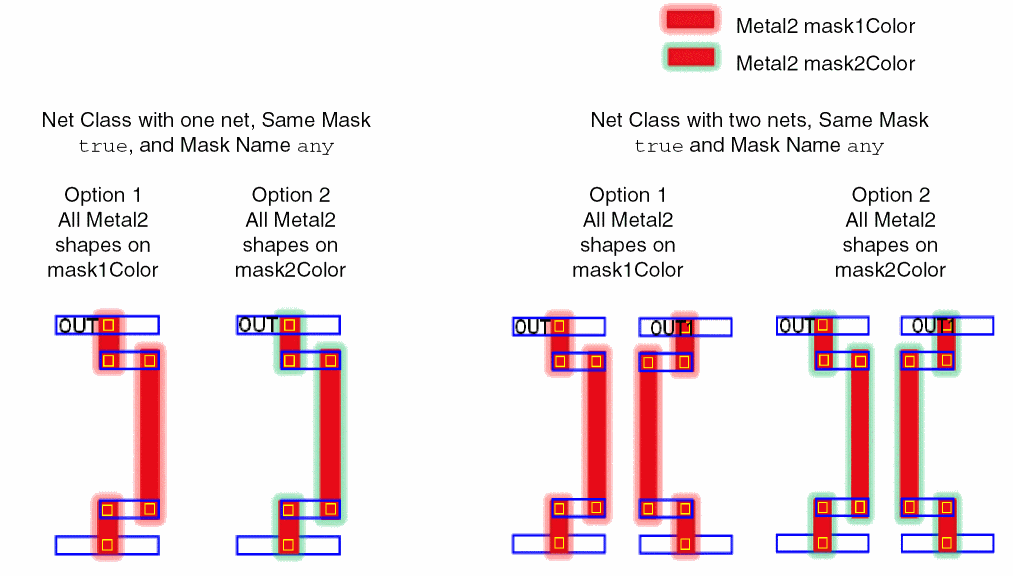 Metal2 mask1Color
Metal2 mask2Color
Net Class with one net, Same Mask
true, and Mask Name any
Net Class with two nets, Same Mask
true and Mask Name any
Option 1
All Metal2
shapes on
mask1Color
Option 2
All Metal2
shapes on
mask2Color
Option 1
All Metal2
shapes on
mask1Color
Option 2
All Metal2
shapes on
mask2Color
OUT
OUT
OUT
OUT1
OUT
OUT1